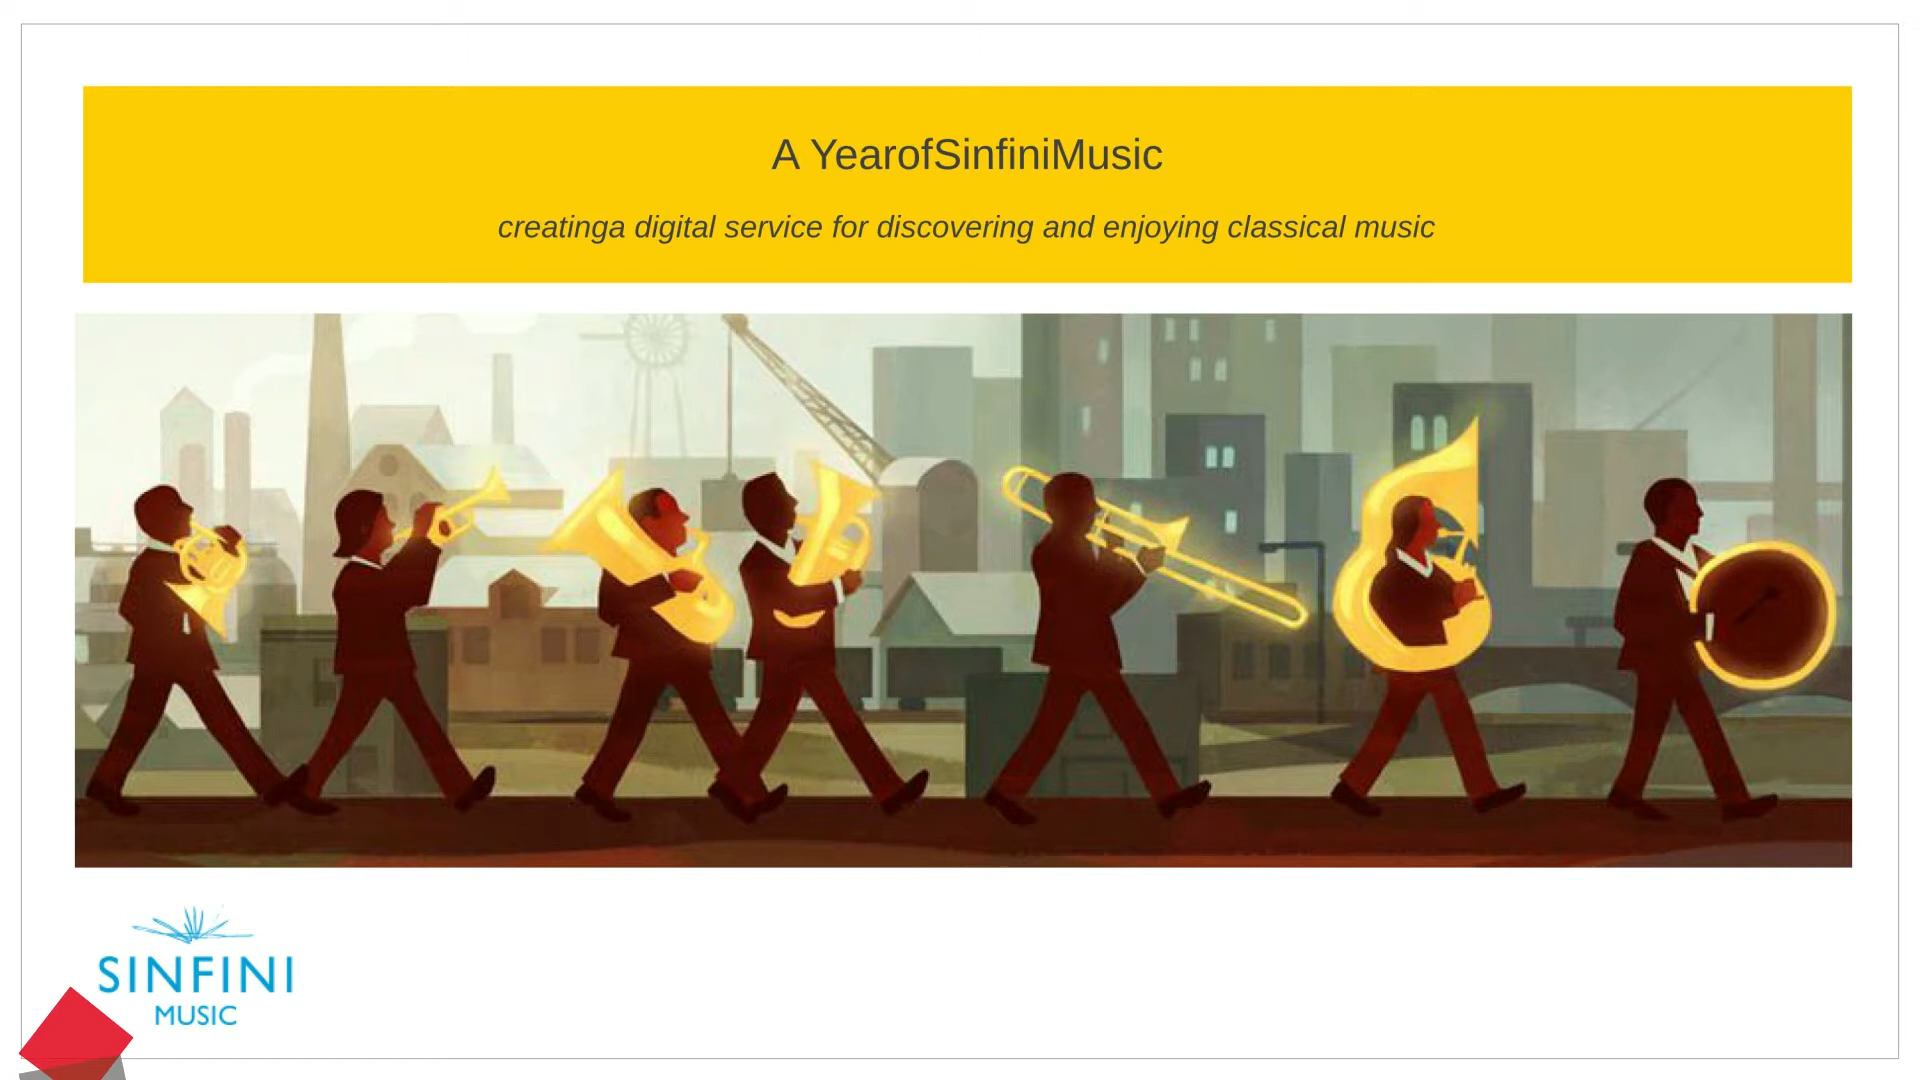 A YearofSinfiniMusic
creatinga digital service for discovering and enjoying classical music
SINFINI
MUSIC